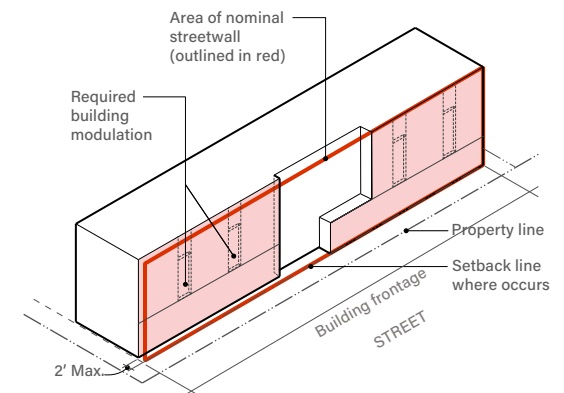 Area of nominal
streetwall
(outlined in red)
Required
building
modulation
Property line
Setback line
where occurs
Building frontage
STREET
2' Max.